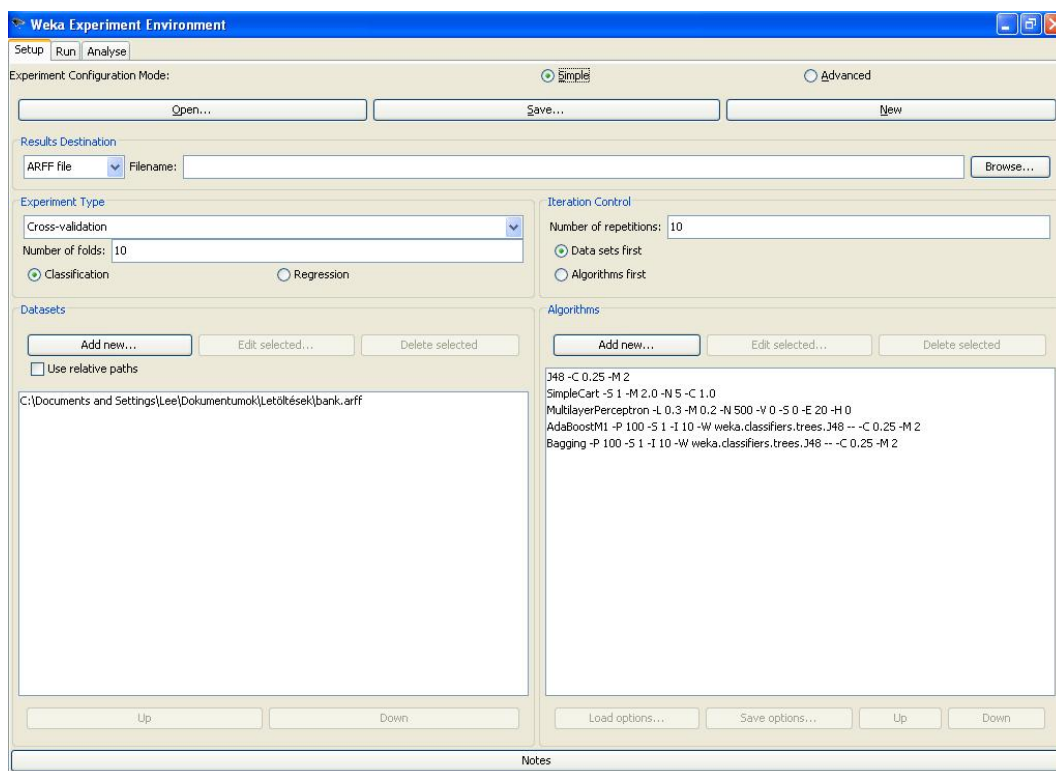 Weka Experiment Environment
Setup Run Analyse
Experiment Configuration Mode: Simple Advanced
Open... Save... New
Results Destination
ARFF file Filename: Browse...
Experiment Type Iteration Control
Cross-validation Number of repetitions: 10
Number of folds: 10 Data sets first
Classification Regression Algorithms first
Datasets Algorithms
Add new... Edit selected... Delete selected Add new... Edit selected... Delete selected
Use relative paths
J48 -C 0.25 -M 2
C:\Documents and Settings\Lee\Dokumentumok\Letöltések\bank.arff SimpleCart -S 1 -M 2.0 -N 5 -C 1.0
MultilayerPerceptron -L 0.3 -M 0.2 -N 500 -V 0 -S 0 -E 20 -H 0
AdaBoostM1 -P 100 -S 1 -I 10 -W weka.classifiers.trees.J48 -- -C 0.25 -M 2
Bagging -P 100 -S 1 -I 10 -W weka.classifiers.trees.J48 -- -C 0.25 -M 2
Up Down Load options... Save options... Up Down
Notes